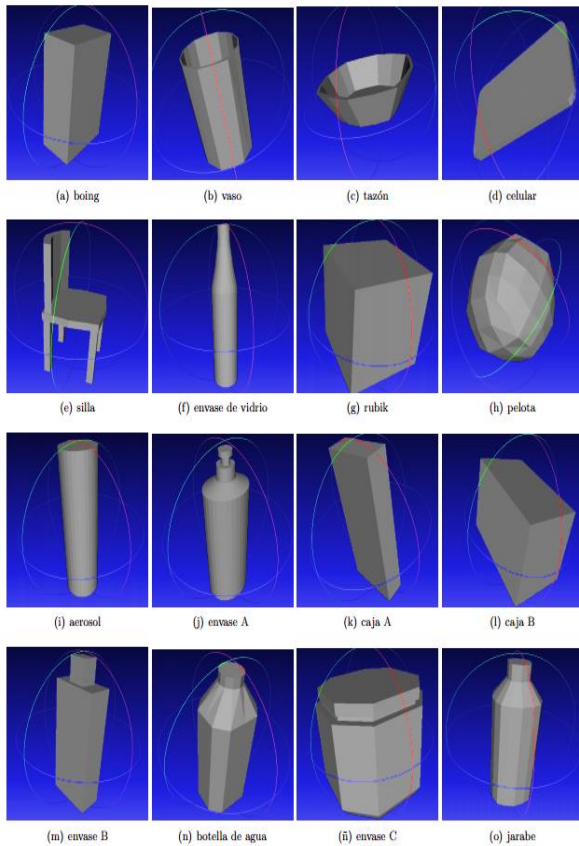 (a) boing
(b) vaso
(c) tazón
(d) celular
(e) silla
(f) envase de vidrio
(g) rubik
(h) pelota
(i) aerosol
(j) envase A
(k) caja A
(l) caja B
(m) envase B
(n) botella de agua
(ñ) envase C
(o) jarabe